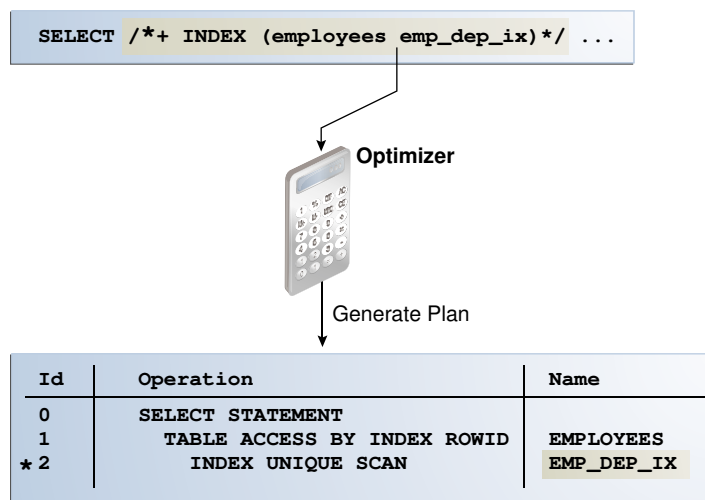 SELECT /*+ INDEX (employees emp_dep_ix)*/ ...
Optimizer
Generate Plan
Id Operation Name
0 SELECT STATEMENT
1 TABLE ACCESS BY INDEX ROWID EMPLOYEES
* 2 INDEX UNIQUE SCAN EMP_DEP_IX